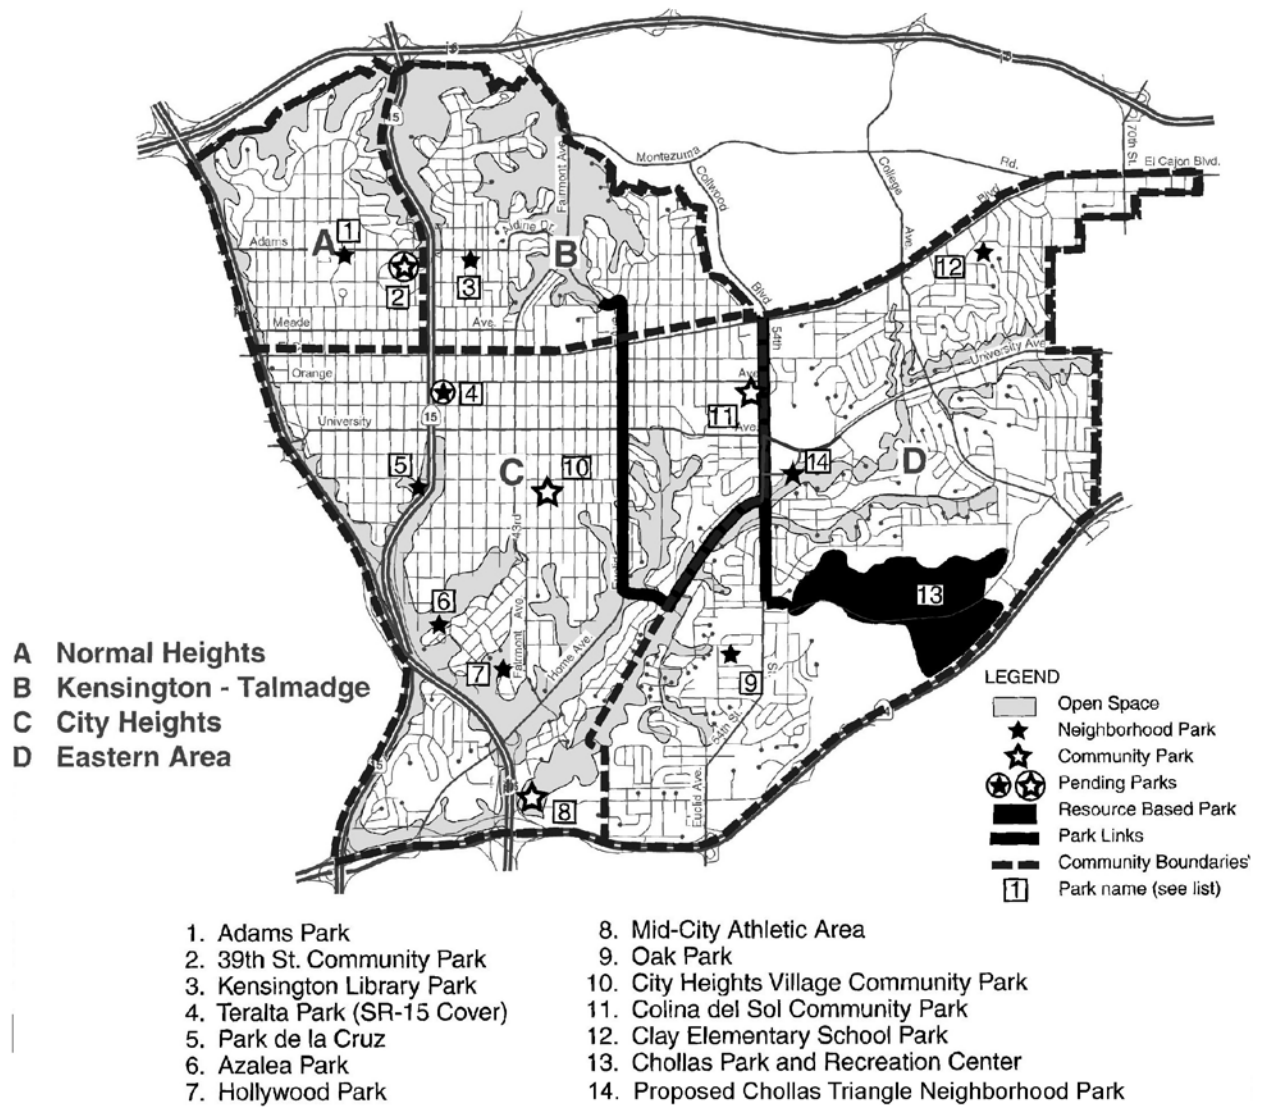 15
Montezuma
Rd.
70th St.
El Cajon Blvd.
Collwood
College
Blvd
Fairmont Ave.
Aldine Dr.
1
Adams
A
B
Ave.
12
2
3
Blvd
Meade
Ave.
54th
University Ave
Orange
Ave
4
11
University
15
Ave.
5
C
10
14
D
43rd
13
6
Fairmont Ave.
Home Ave.
7
9
St.
54th St.
15
Euclid Ave.
8
A Normal Heights
B Kensington - Talmadge
C City Heights
D Eastern Area
LEGEND
Open Space
Neighborhood Park
Community Park
Pending Parks
Resource Based Park
Park Links
Community Boundaries'
1 Park name (see list)
1. Adams Park
2. 39th St. Community Park
3. Kensington Library Park
4. Teralta Park (SR-15 Cover)
5. Park de la Cruz
6. Azalea Park
7. Hollywood Park
8. Mid-City Athletic Area
9. Oak Park
10. City Heights Village Community Park
11. Colina del Sol Community Park
12. Clay Elementary School Park
13. Chollas Park and Recreation Center
14. Proposed Chollas Triangle Neighborhood Park